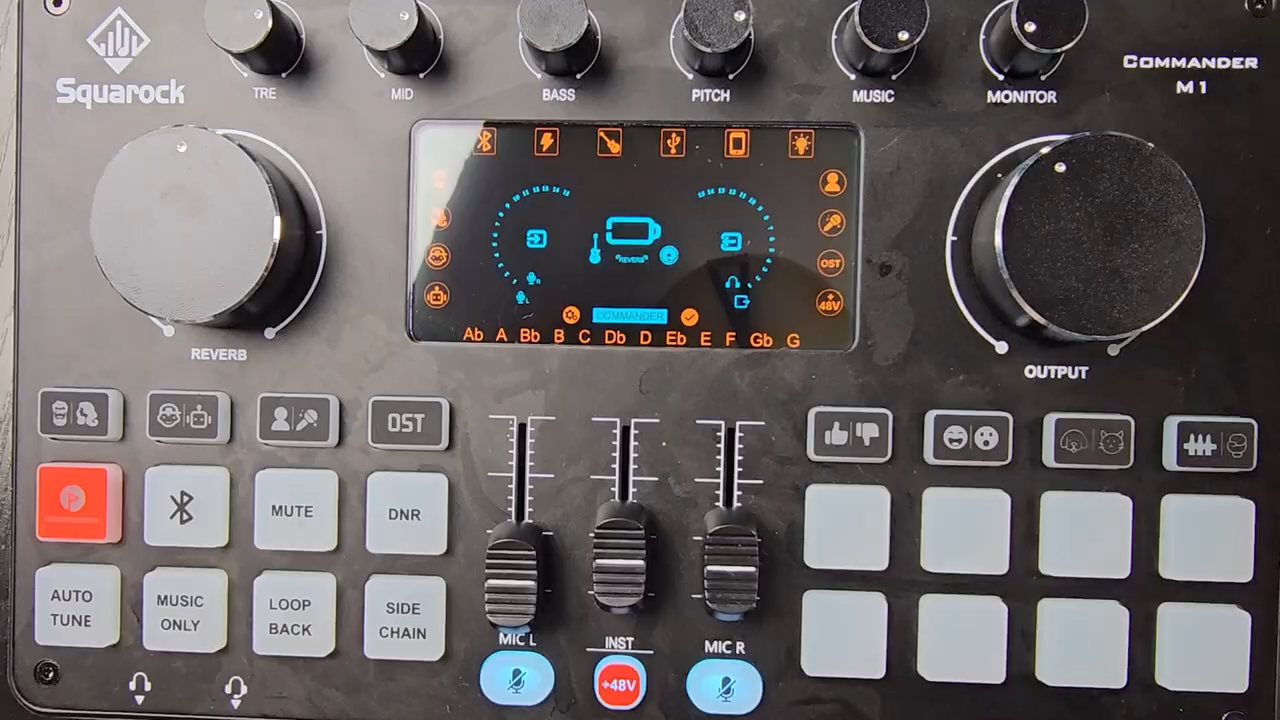 Squarock
COMMANDER
M1
TRE
MID
BASS
PITCH
MUSIC
MONITOR
REVERB
OST
+
48V
COMMANDER
Ab A Bb B C Db D Eb E F Gb G
REVERB
OUTPUT
OST
MUTE
DNR
AUTO
TUNE
MUSIC
ONLY
LOOP
BACK
SIDE
CHAIN
MIC L
INST
MIC R
+48V